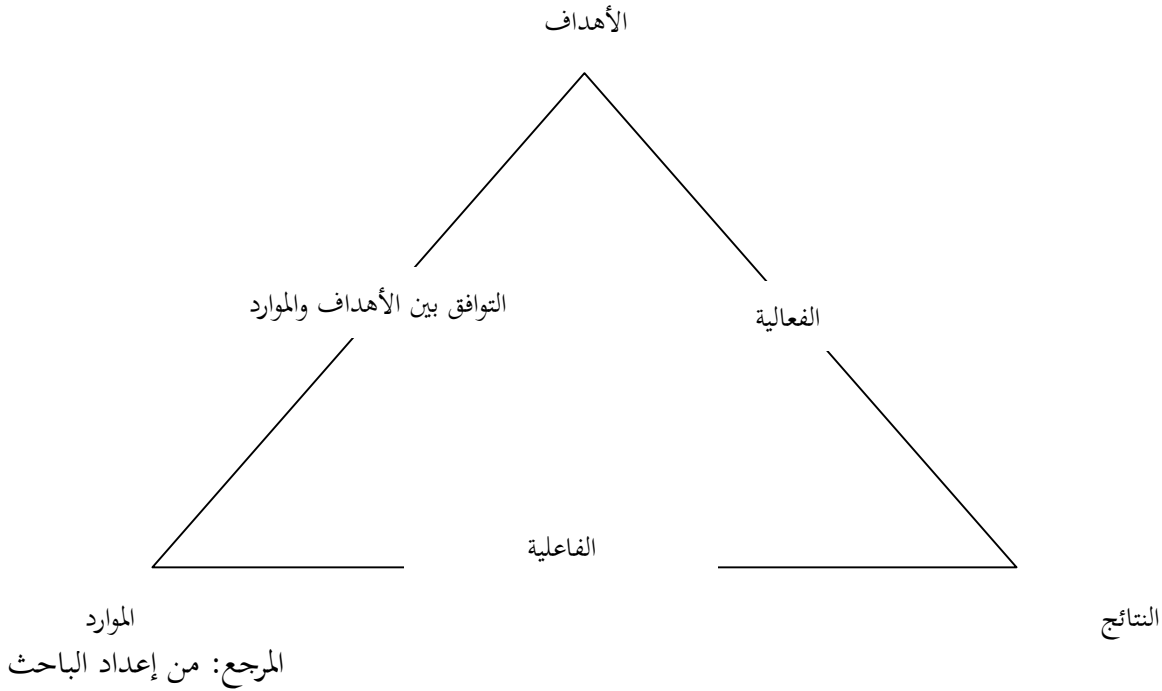 الأهداف
التوافق بين الأهداف والموارد
الفعالية
الفاعلية
النتائج
الموارد
المرجع: من إعداد الباحث